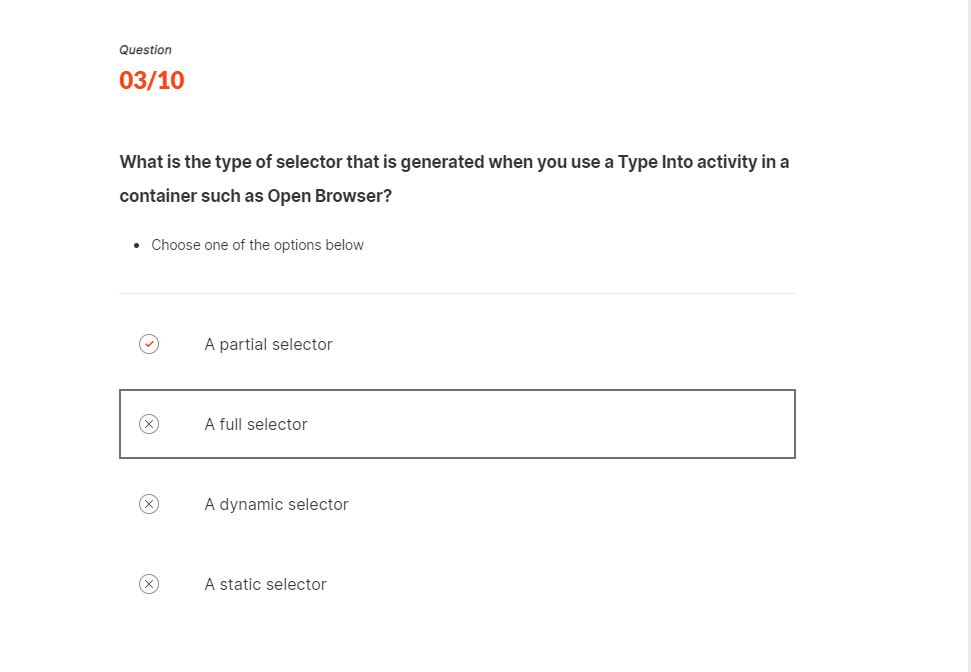 Question
03/10
What is the type of selector that is generated when you use a Type Into activity in a
container such as Open Browser?
• Choose one of the options below
A partial selector
A full selector
A dynamic selector
A static selector